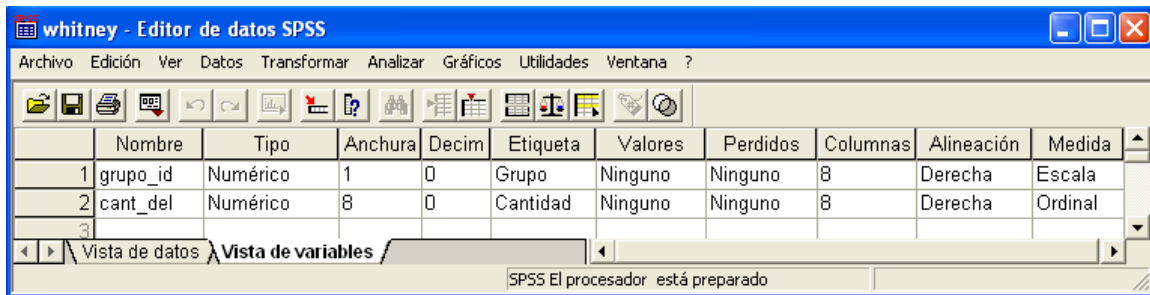 whitney - Editor de datos SPSS
Archivo Edición Ver Datos Transformar Analizar Gráficos Utilidades Ventana ?
Nombre Tipo Anchura Decim Etiqueta Valores Perdidos Columnas Alineación Medida
1 grupo_id Numérico 1 0 Grupo Ninguno Ninguno 8 Derecha Escala
2 cant_del Numérico 8 0 Cantidad Ninguno Ninguno 8 Derecha Ordinal
3
Vista de datos Vista de variables
SPSS El procesador está preparado